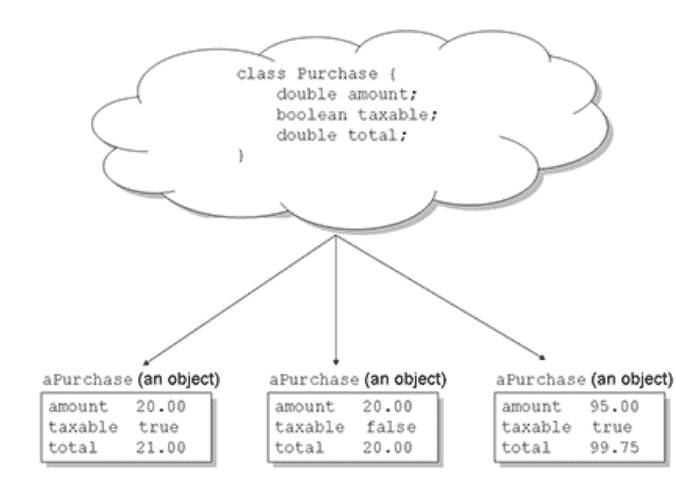 class Purchase {
double amount;
boolean taxable;
double total;
}
aPurchase (an object)
amount 20.00
taxable true
total 21.00
aPurchase (an object)
amount 20.00
taxable false
total 20.00
aPurchase (an object)
amount 95.00
taxable true
total 99.75